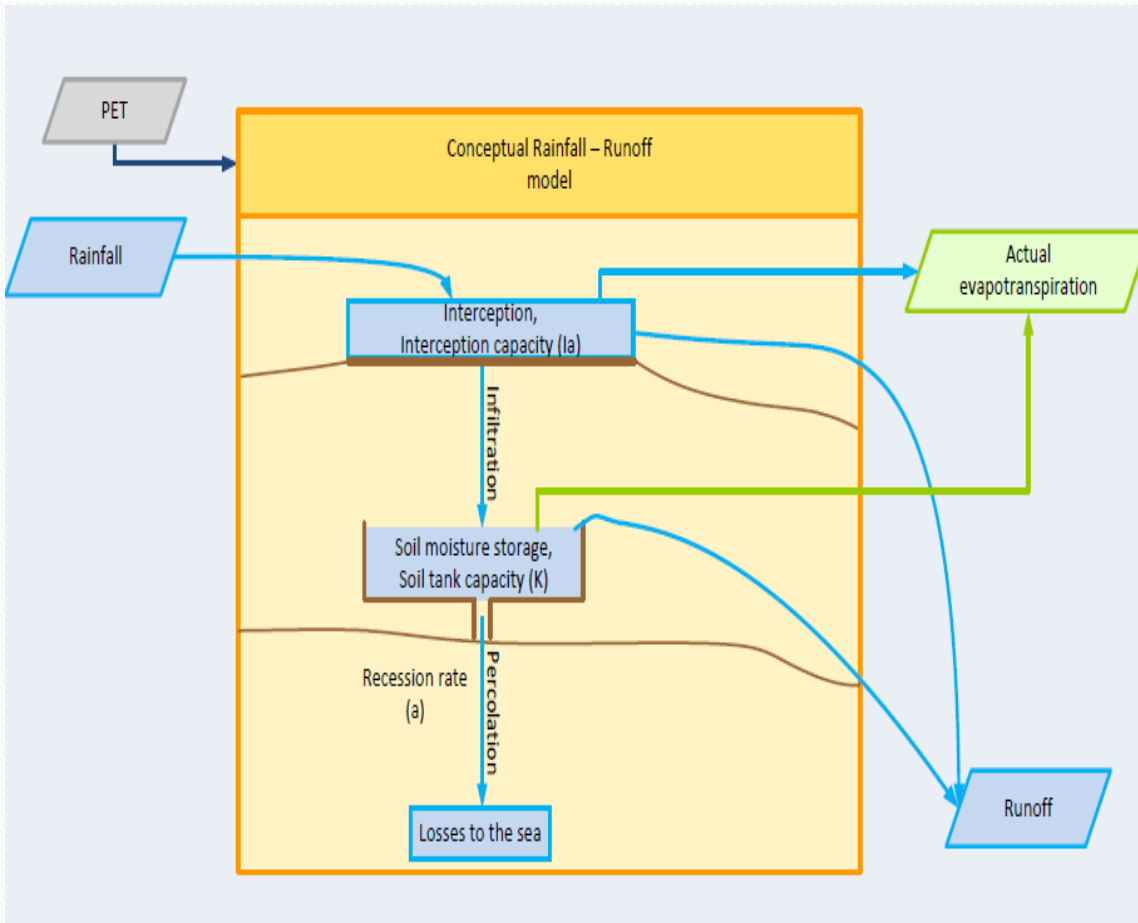 PET
Conceptual Rainfall – Runoff
model
Rainfall
Actual
evapotranspiration
Interception,
Interception capacity (Ia)
Infiltration
Soil moisture storage,
Soil tank capacity (K)
Recession rate
(a)
Percolation
Losses to the sea
Runoff